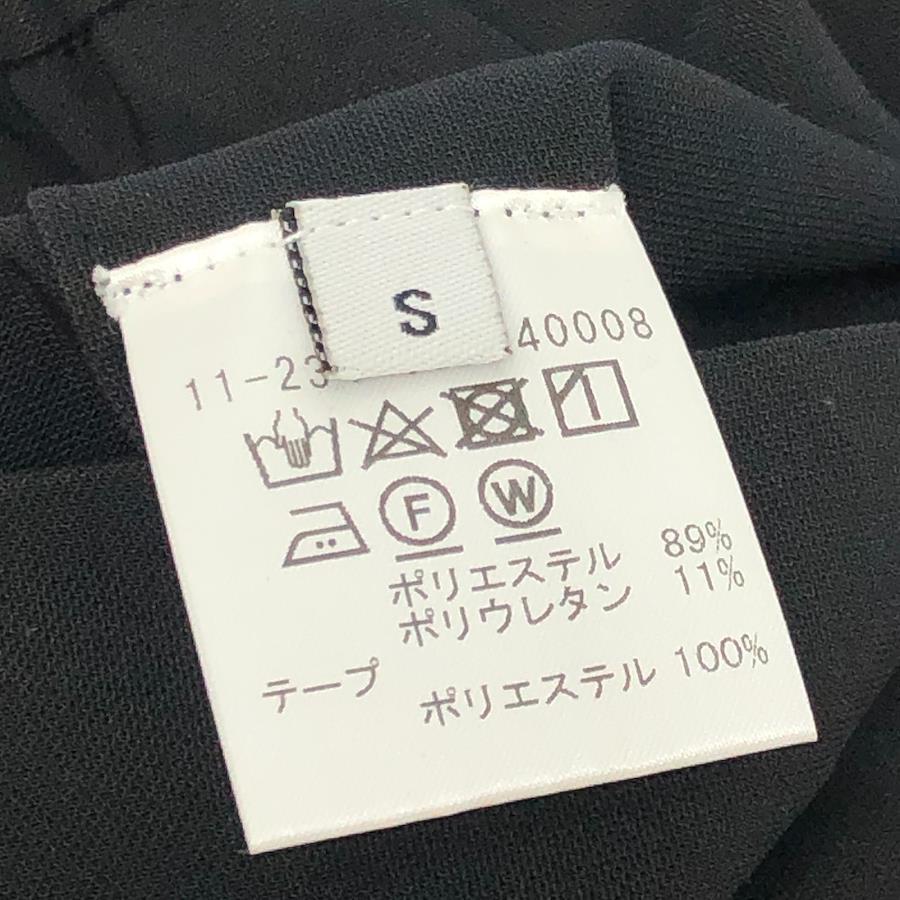 S
11-23 40008
F W
ポリエステル 89%
ポリウレタン 11%
テープ ポリエステル 100%